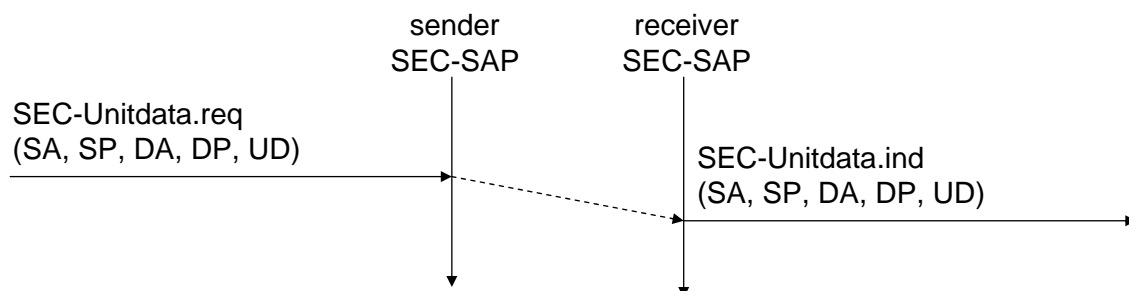 sender
SEC-SAP
receiver
SEC-SAP
SEC-Unitdata.req
(SA, SP, DA, DP, UD)
SEC-Unitdata.ind
(SA, SP, DA, DP, UD)